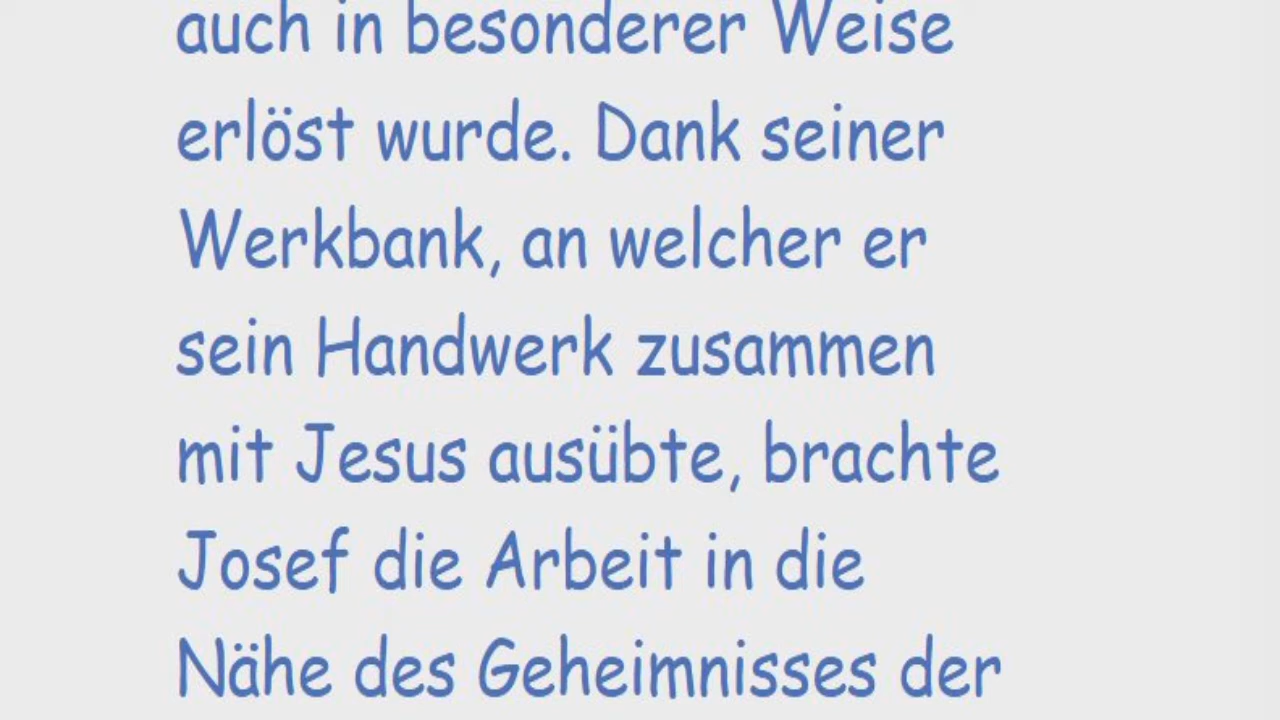 auch in besonderer Weise
erlöst wurde. Dank seiner
Werkbank, an welcher er
sein Handwerk zusammen
mit Jesus ausübte, brachte
Josef die Arbeit in die
Nähe des Geheimnisses der